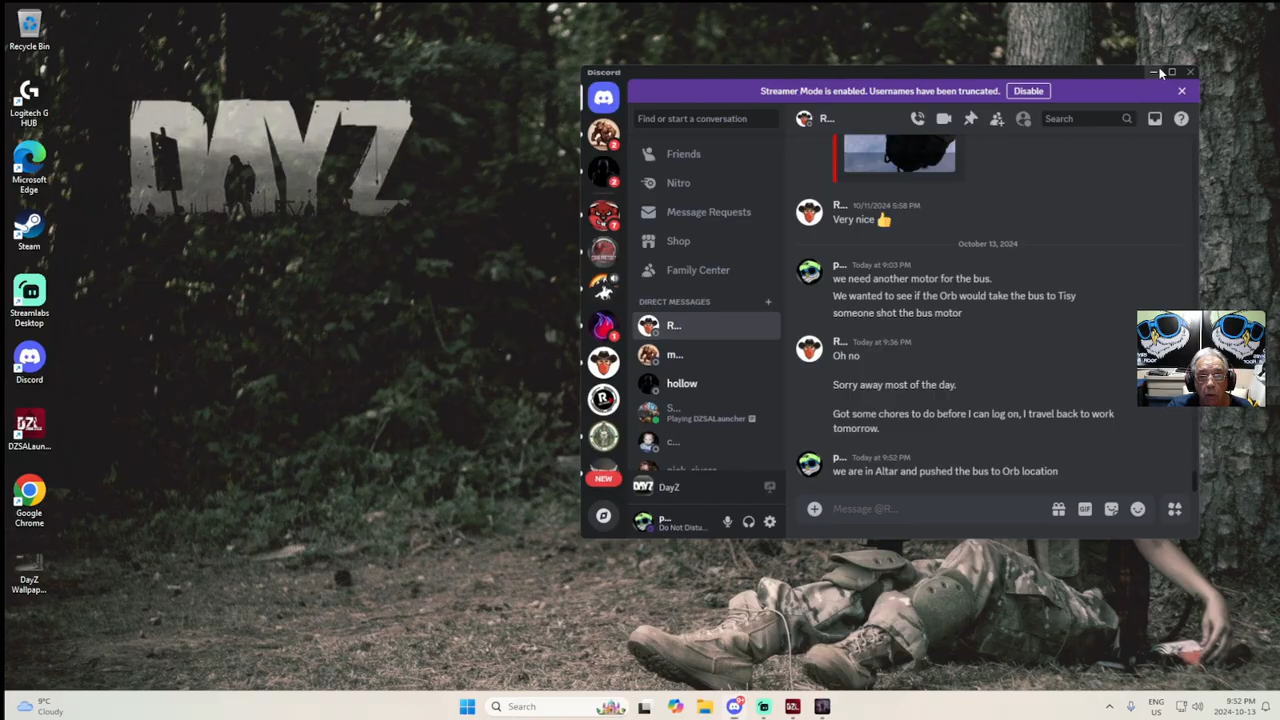 Recycle Bin
Logitech G
HUB
Microsoft
Edge
Steam
Streamlabs
Desktop
Discord
DZSALaun...
Google
Chrome
DayZ
Wallpap...
DAYZ
Discord
Streamer Mode is enabled. Usernames have been truncated.
Disable
Find or start a conversation
R...
Search
Friends
Nitro
Message Requests
Shop
Family Center
DIRECT MESSAGES
R...
m...
hollow
S...
Playing DZSALauncher
c...
nick_rivers
DayZ
p...
Do Not Distu...
2
2
7
1
NEW
R... 10/11/2024 5:58 PM
Very nice 👍
October 13, 2024
p... Today at 9:03 PM
we need another motor for the bus.
We wanted to see if the Orb would take the bus to Tisy
someone shot the bus motor
R... Today at 9:36 PM
Oh no
Sorry away most of the day.
Got some chores to do before I can log on, I travel back to work
tomorrow.
p... Today at 9:52 PM
we are in Altar and pushed the bus to Orb location
Message @R...
GIF
9°C
Cloudy
Search
DZL
ENG
US
9:52 PM
2024-10-13